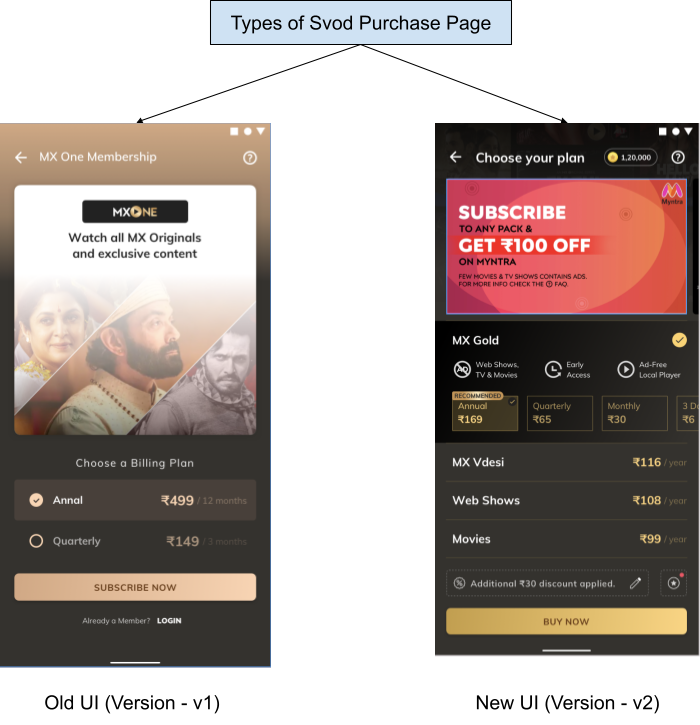 Types of Svod Purchase Page
MX One Membership
MXONE
Watch all MX Originals
and exclusive content
Choose a Billing Plan
Annal ₹499 / 12 months
Quarterly ₹149 / 3 months
SUBSCRIBE NOW
Already a Member? LOGIN
Old UI (Version - v1)
Choose your plan 1,20,000
SUBSCRIBE
TO ANY PACK &
GET ₹100 OFF
ON MYNTRA
FEW MOVIES & TV SHOWS CONTAINS ADS.
FOR MORE INFO CHECK THE ? FAQ.
Myntra
MX Gold
Web Shows,
TV & Movies
Early
Access
Ad-Free
Local Player
RECOMMENDED
Annual Quarterly Monthly 3 D
₹169 ₹65 ₹30 ₹6
MX Vdesi ₹116 / year
Web Shows ₹108 / year
Movies ₹99 / year
Additional ₹30 discount applied.
BUY NOW
New UI (Version - v2)